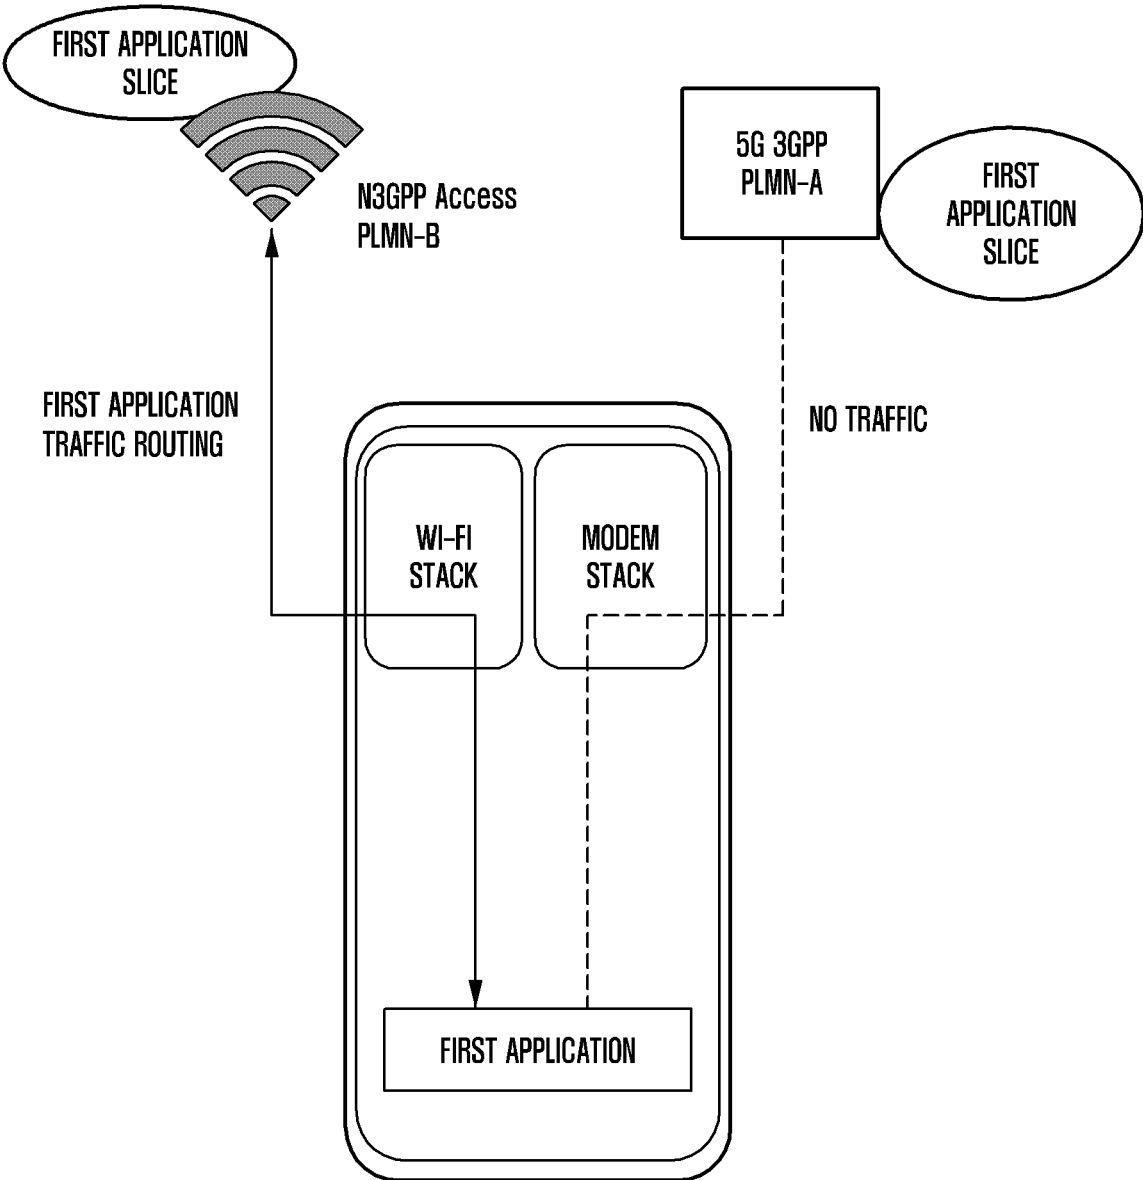 FIRST APPLICATION
SLICE
N3GPP Access
PLMN-B
5G 3GPP
PLMN-A
FIRST
APPLICATION
SLICE
FIRST APPLICATION
TRAFFIC ROUTING
NO TRAFFIC
WI-FI
STACK
MODEM
STACK
FIRST APPLICATION